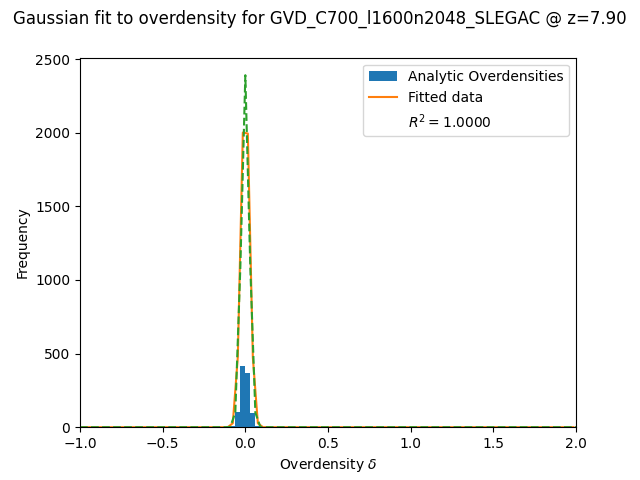 Gaussian fit to overdensity for GVD_C700_l1600n2048_SLEGAC @ z=7.90
2500
2000
1500
1000
500
0
Frequency
Analytic Overdensities
Fitted data
R² = 1.0000
−1.0 −0.5 0.0 0.5 1.0 1.5 2.0
Overdensity δ